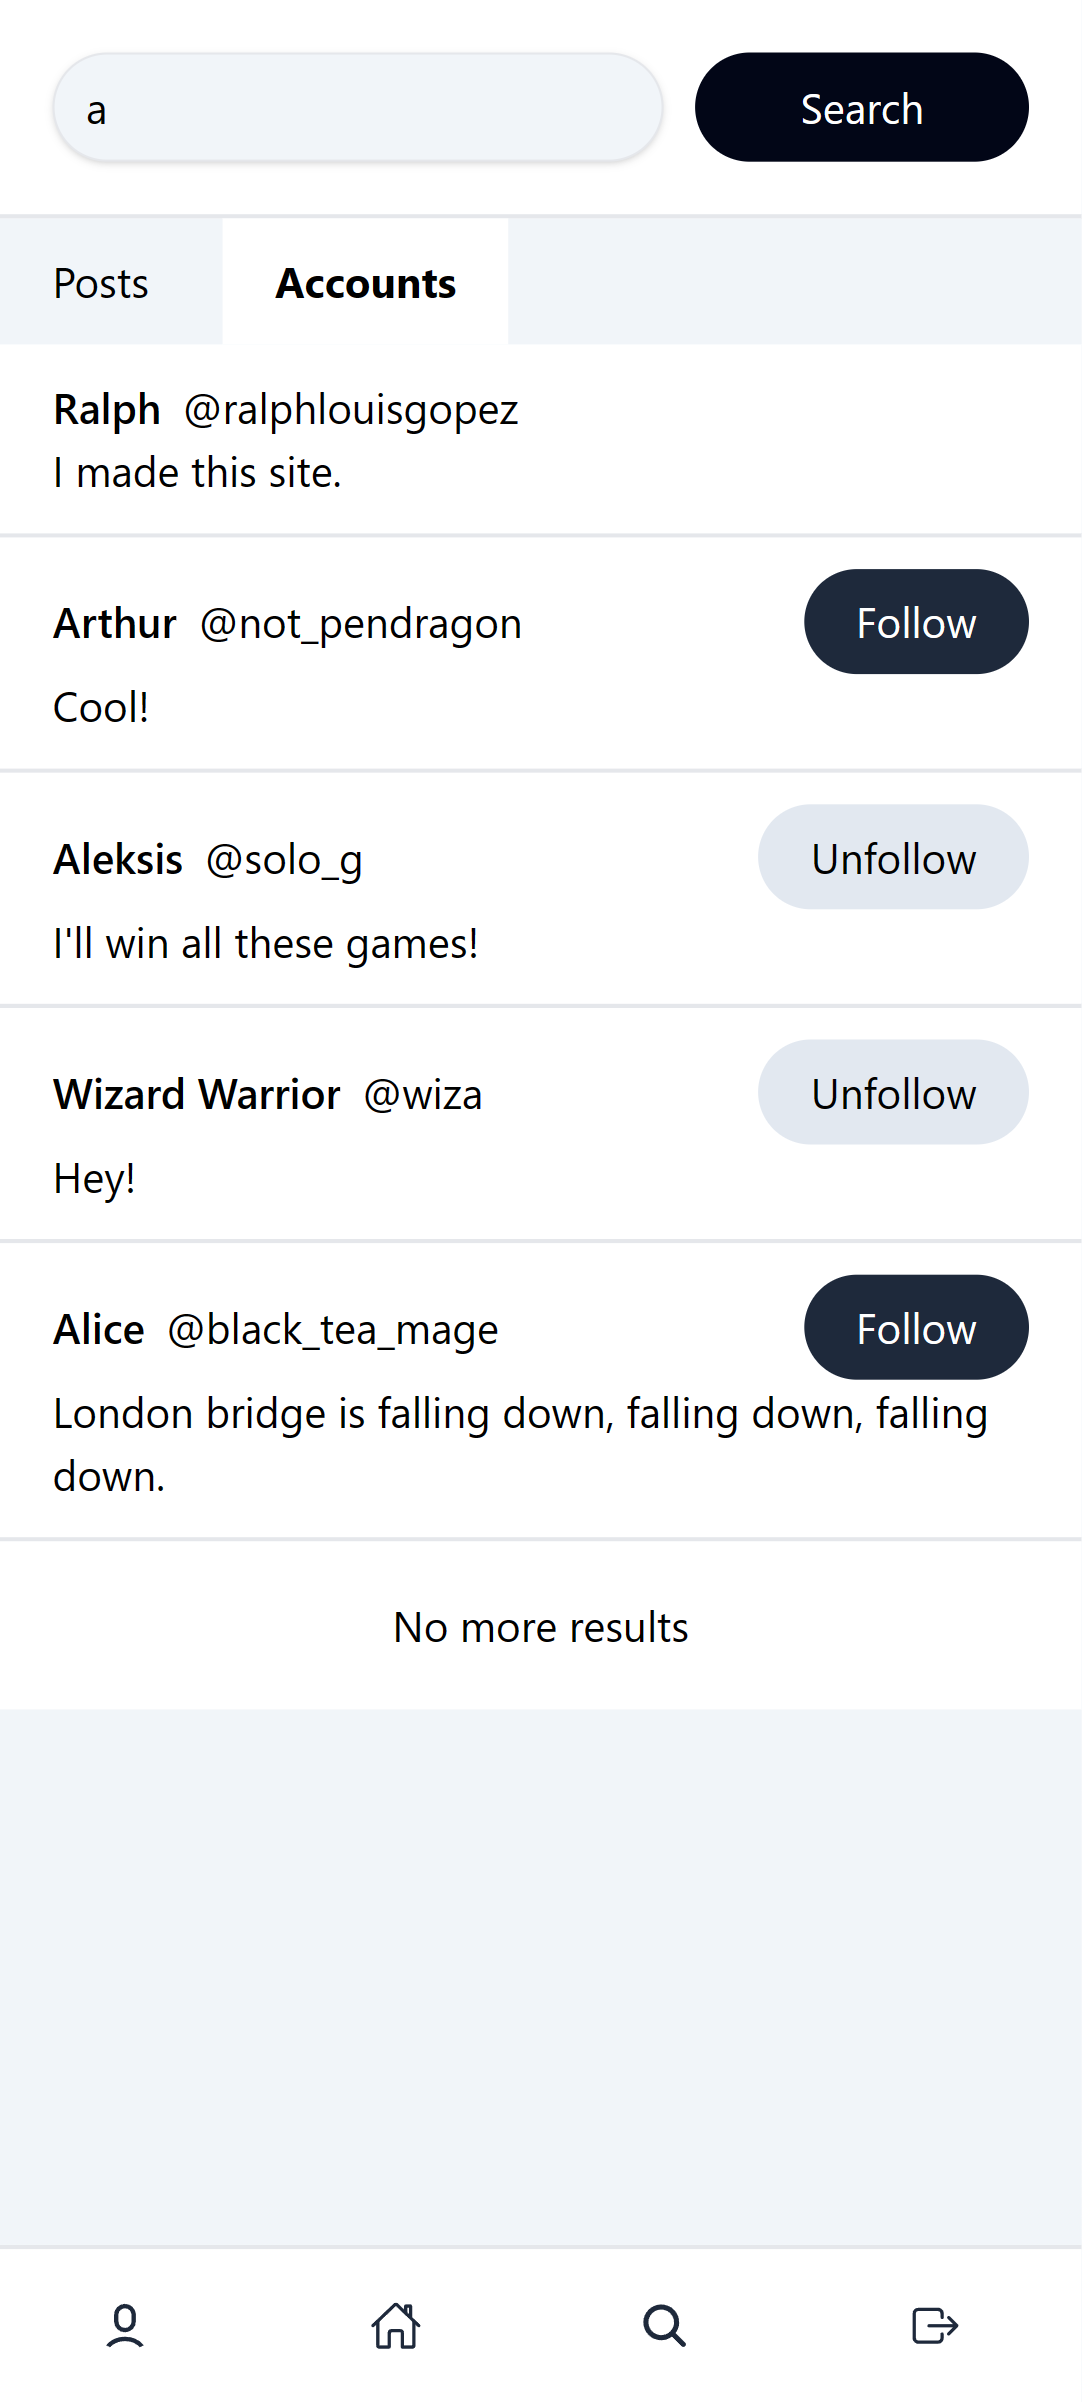 a
Search
Posts
Accounts
Ralph @ralphlouisgopez
I made this site.
Arthur @not_pendragon
Follow
Cool!
Aleksis @solo_g
Unfollow
I'll win all these games!
Wizard Warrior @wiza
Unfollow
Hey!
Alice @black_tea_mage
Follow
London bridge is falling down, falling down, falling
down.
No more results